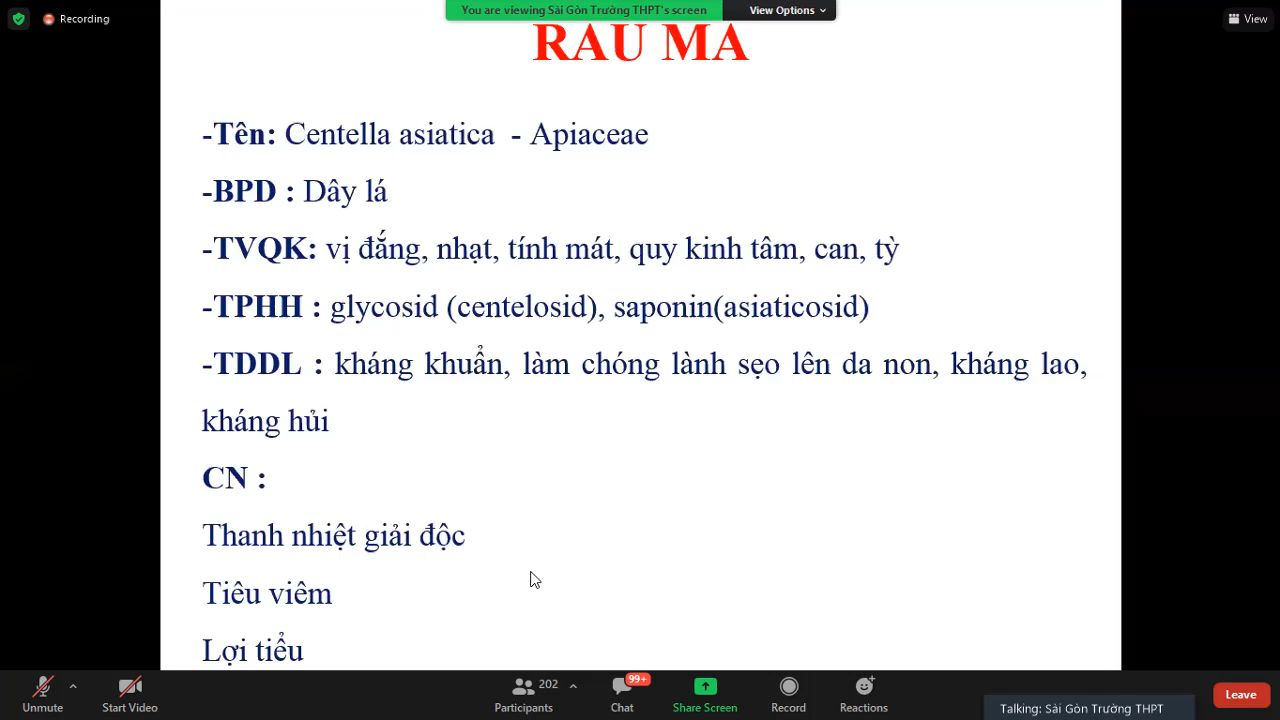 Recording
You are viewing Sài Gòn Trường THPT's screen
View Options
View
RAU MA
-Tên: Centella asiatica - Apiaceae
-BPD : Dây lá
-TVQK: vị đắng, nhạt, tính mát, quy kinh tâm, can, tỳ
-TPHH : glycosid (centelosid), saponin(asiaticosid)
-TDDL : kháng khuẩn, làm chóng lành sẹo lên da non, kháng lao,
kháng hủi
CN :
Thanh nhiệt giải độc
Tiêu viêm
Lợi tiểu
Unmute
Start Video
202
Participants
99+
Chat
Share Screen
Record
Reactions
Talking: Sài Gòn Trường THPT
Leave